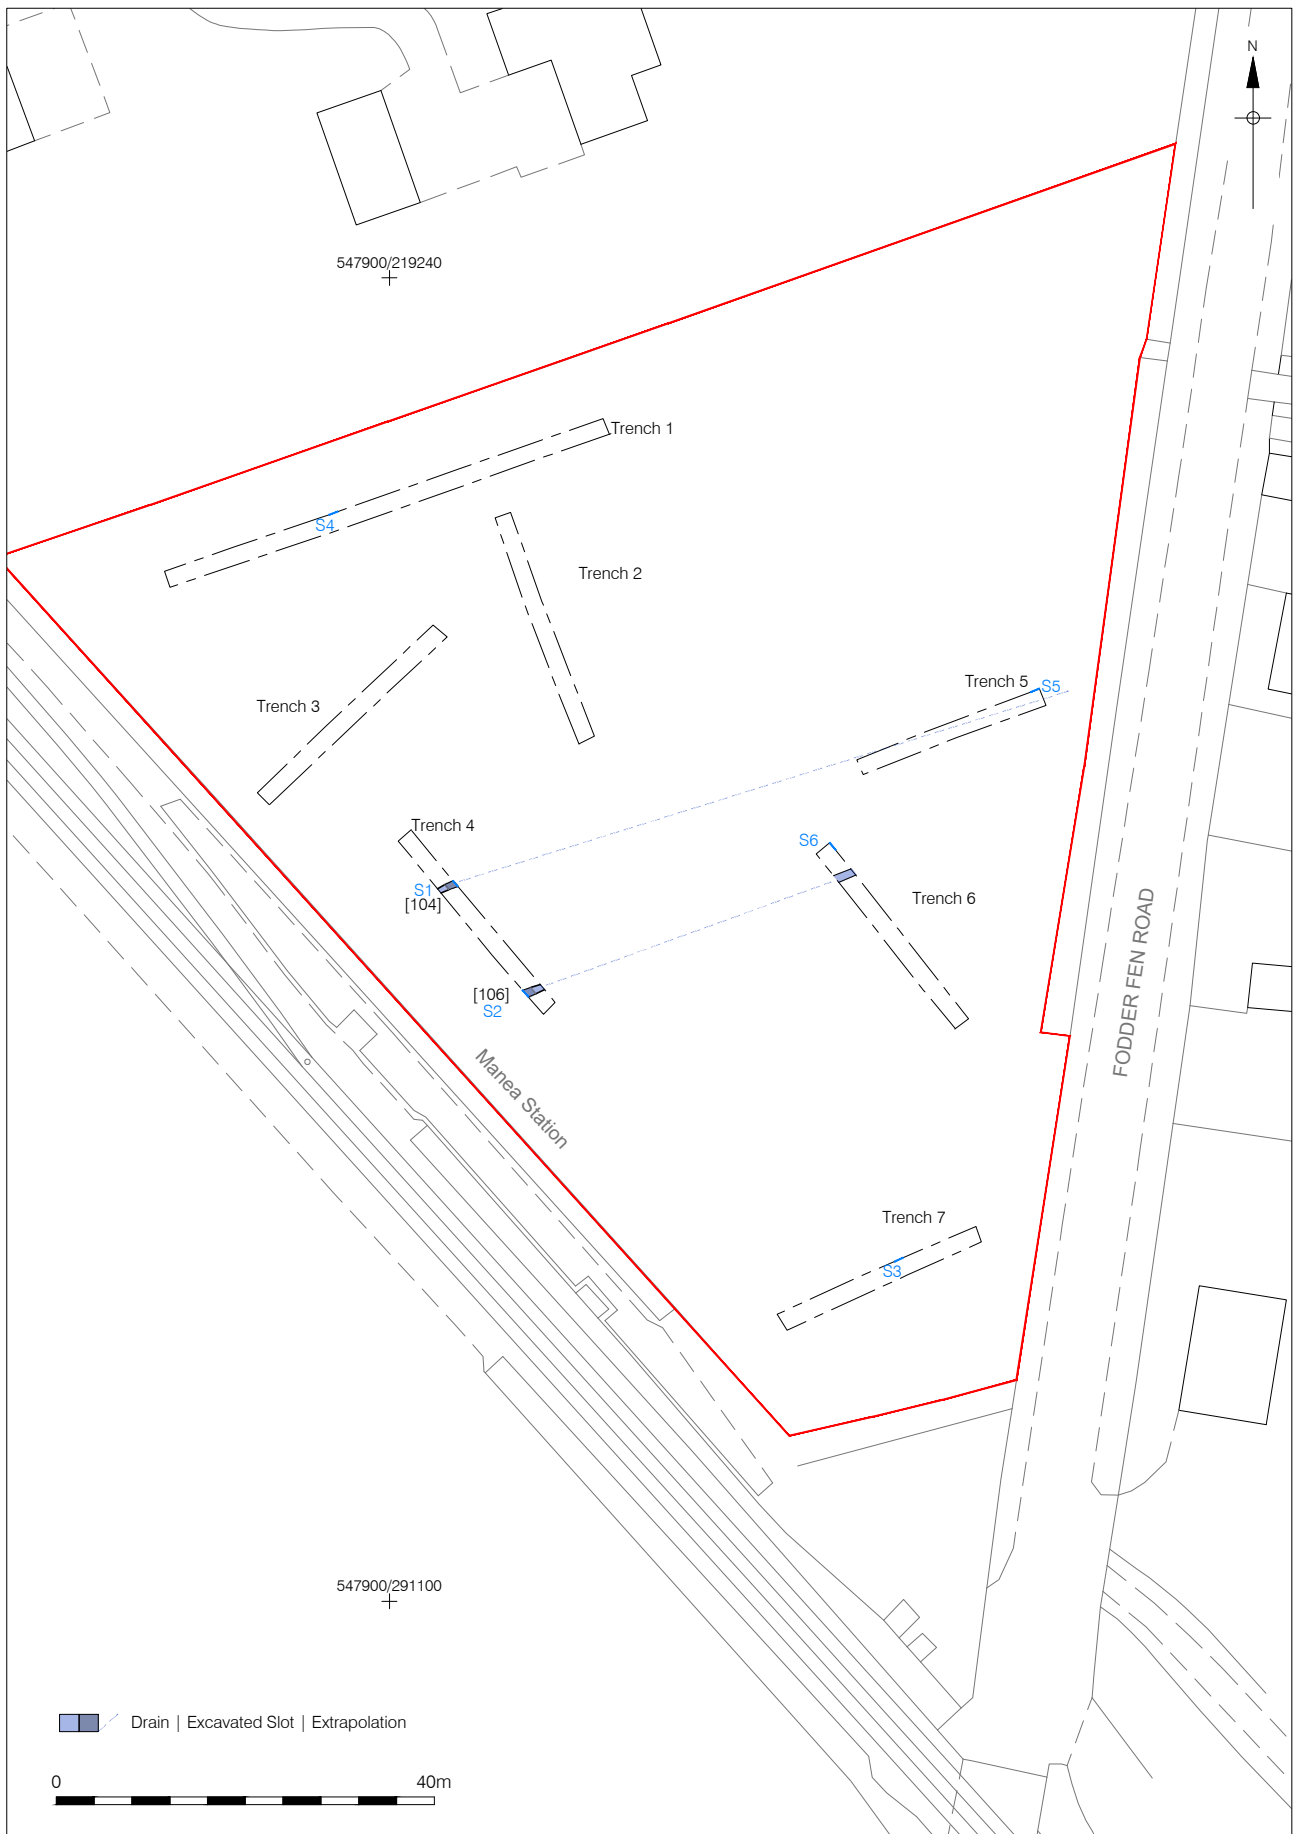 N
547900/219240
Trench 1
S4
Trench 2
Trench 3
Trench 5
S5
Trench 4
S6
S1
[104]
Trench 6
FODDER FEN ROAD
[106]
S2
Manea Station
Trench 7
S3
547900/291100
Drain | Excavated Slot | Extrapolation
0 40m